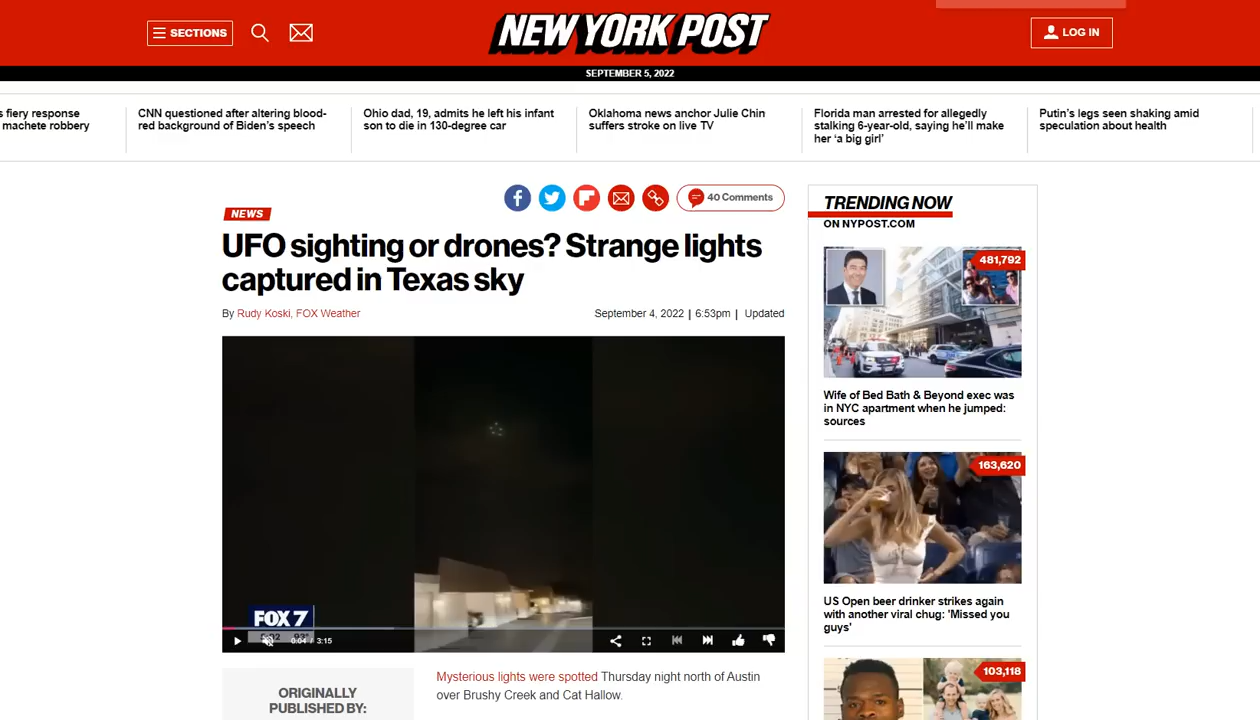 SECTIONS
NEW YORK POST
LOG IN
SEPTEMBER 5, 2022
s fiery response
machete robbery
CNN questioned after altering blood-
red background of Biden's speech
Ohio dad, 19, admits he left his infant
son to die in 130-degree car
Oklahoma news anchor Julie Chin
suffers stroke on live TV
Florida man arrested for allegedly
stalking 6-year-old, saying he'll make
her 'a big girl'
Putin's legs seen shaking amid
speculation about health
40 Comments
NEWS
UFO sighting or drones? Strange lights
captured in Texas sky
By Rudy Koski, FOX Weather
September 4, 2022 | 6:53pm | Updated
FOX 7
0:04 / 3:15
ORIGINALLY
PUBLISHED BY:
Mysterious lights were spotted Thursday night north of Austin
over Brushy Creek and Cat Hallow.
TRENDING NOW
ON NYPOST.COM
481,792
Wife of Bed Bath & Beyond exec was
in NYC apartment when he jumped:
sources
163,620
US Open beer drinker strikes again
with another viral chug: 'Missed you
guys'
103,118